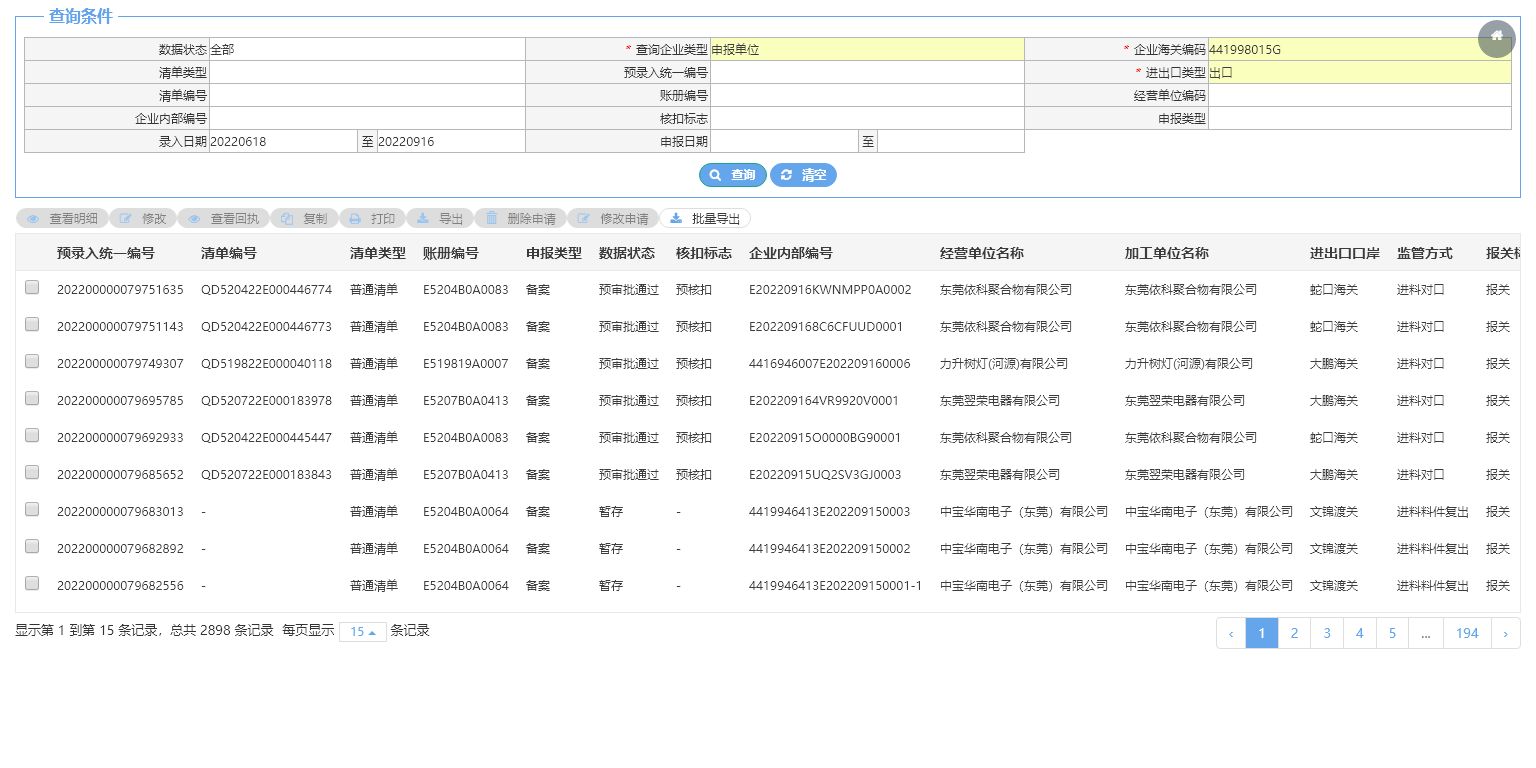 查询条件
数据状态 全部 * 查询企业类型 申报单位 * 企业海关编码 441998015G
清单类型 预录入统一编号 * 进出口类型 出口
清单编号 账册编号 经营单位编码
企业内部编号 核扣标志 申报类型
录入日期 20220618 至 20220916 申报日期 至
查询 清空
查看明细 修改 查看回执 复制 打印 导出 删除申请 修改申请 批量导出
预录入统一编号 清单编号 清单类型 账册编号 申报类型 数据状态 核扣标志 企业内部编号 经营单位名称 加工单位名称 进出口口岸 监管方式 报关标
202200000079751635 QD520422E000446774 普通清单 E5204B0A0083 备案 预审批通过 预核扣 E20220916KWNMPP0A0002 东莞依科聚合物有限公司 东莞依科聚合物有限公司 蛇口海关 进料对口 报关
202200000079751143 QD520422E000446773 普通清单 E5204B0A0083 备案 预审批通过 预核扣 E202209168C6CFUUD0001 东莞依科聚合物有限公司 东莞依科聚合物有限公司 蛇口海关 进料对口 报关
202200000079749307 QD519822E000040118 普通清单 E519819A0007 备案 预审批通过 预核扣 4416946007E202209160006 力升树灯(河源)有限公司 力升树灯(河源)有限公司 大鹏海关 进料对口 报关
202200000079695785 QD520722E000183978 普通清单 E5207B0A0413 备案 预审批通过 预核扣 E202209164VR9920V0001 东莞翌荣电器有限公司 东莞翌荣电器有限公司 大鹏海关 进料对口 报关
202200000079692933 QD520422E000445447 普通清单 E5204B0A0083 备案 预审批通过 预核扣 E20220915O0000BG90001 东莞依科聚合物有限公司 东莞依科聚合物有限公司 蛇口海关 进料对口 报关
202200000079685652 QD520722E000183843 普通清单 E5207B0A0413 备案 预审批通过 预核扣 E20220915UQ2SV3GJ0003 东莞翌荣电器有限公司 东莞翌荣电器有限公司 大鹏海关 进料对口 报关
202200000079683013 - 普通清单 E5204B0A0064 备案 暂存 - 4419946413E202209150003 中宝华南电子（东莞）有限公司 中宝华南电子（东莞）有限公司 文锦渡关 进料料件复出 报关
202200000079682892 - 普通清单 E5204B0A0064 备案 暂存 - 4419946413E202209150002 中宝华南电子（东莞）有限公司 中宝华南电子（东莞）有限公司 文锦渡关 进料料件复出 报关
202200000079682556 - 普通清单 E5204B0A0064 备案 暂存 - 4419946413E202209150001-1 中宝华南电子（东莞）有限公司 中宝华南电子（东莞）有限公司 文锦渡关 进料料件复出 报关
显示第 1 到第 15 条记录，总共 2898 条记录 每页显示 15 条记录 ‹ 1 2 3 4 5 ... 194 ›